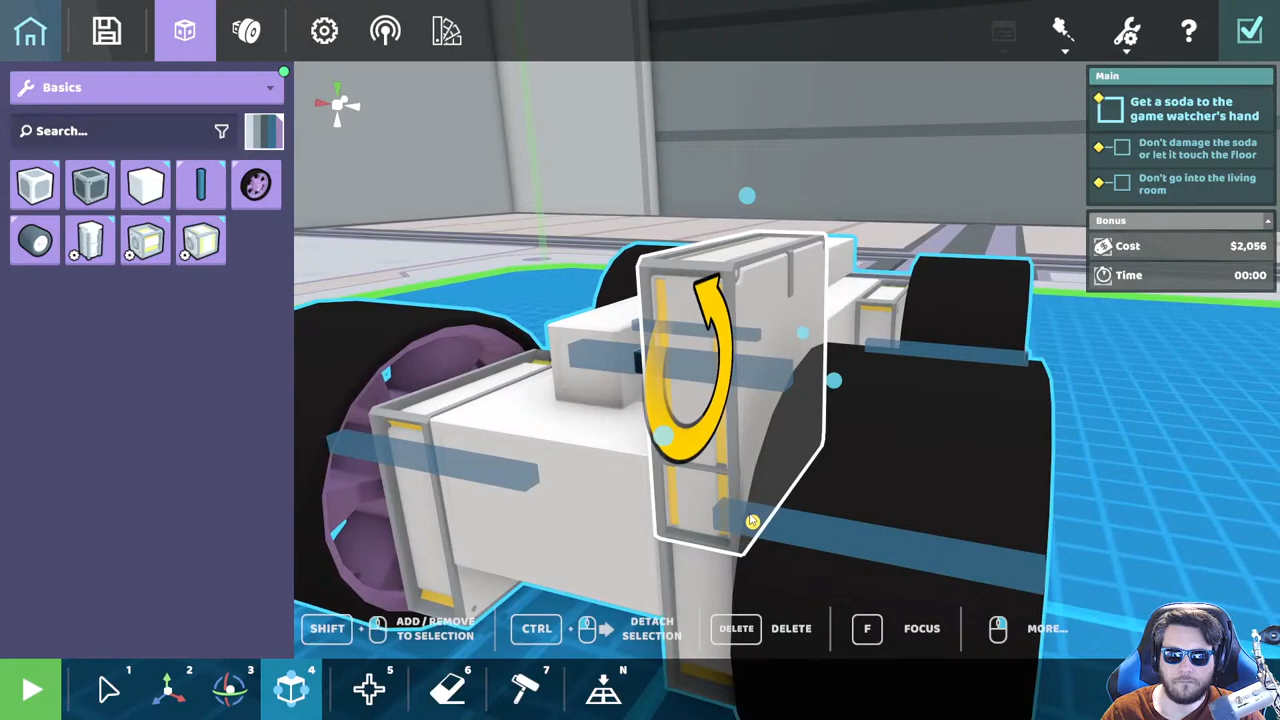 Basics
Search...
Main
Get a soda to the
game watcher's hand
Don't damage the soda
or let it touch the floor
Don't go into the living
room
Bonus
Cost $2,056
Time 00:00
SHIFT + ADD / REMOVE
TO SELECTION
CTRL + DETACH
SELECTION
DELETE DELETE
F FOCUS
MORE...
1 2 3 4 5 6 7 N